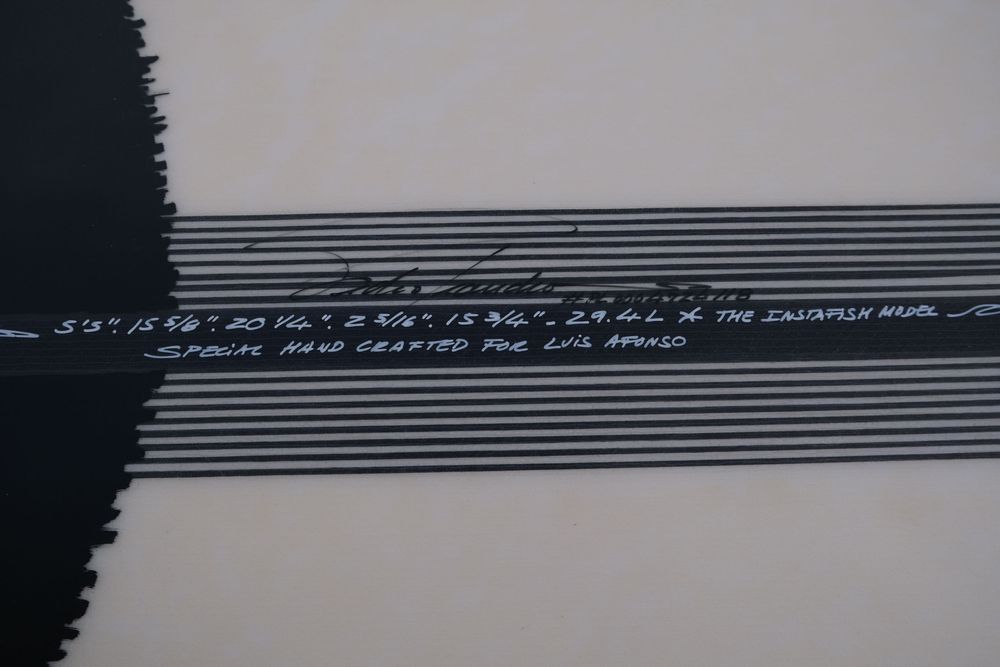 5'5". 15 5/8". 20 1/4". 2 5/16". 15 3/4". 29.4L * THE INSTAFISH MODEL
SPECIAL HAND CRAFTED FOR LUIS AFONSO